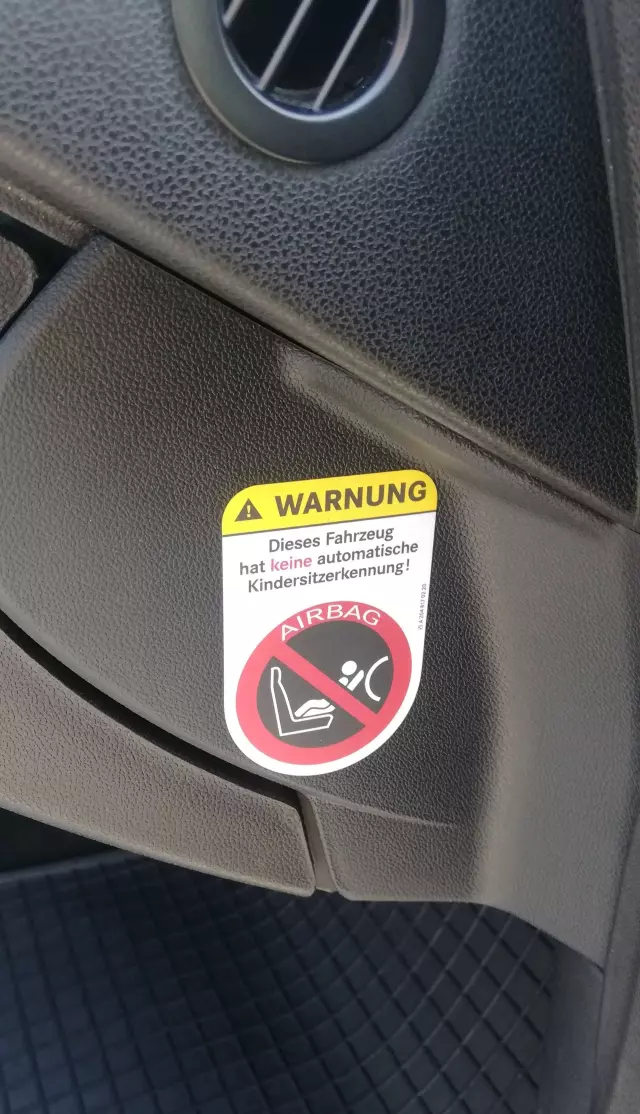 WARNUNG
Dieses Fahrzeug
hat keine automatische
Kindersitzerkennung!
AIRBAG